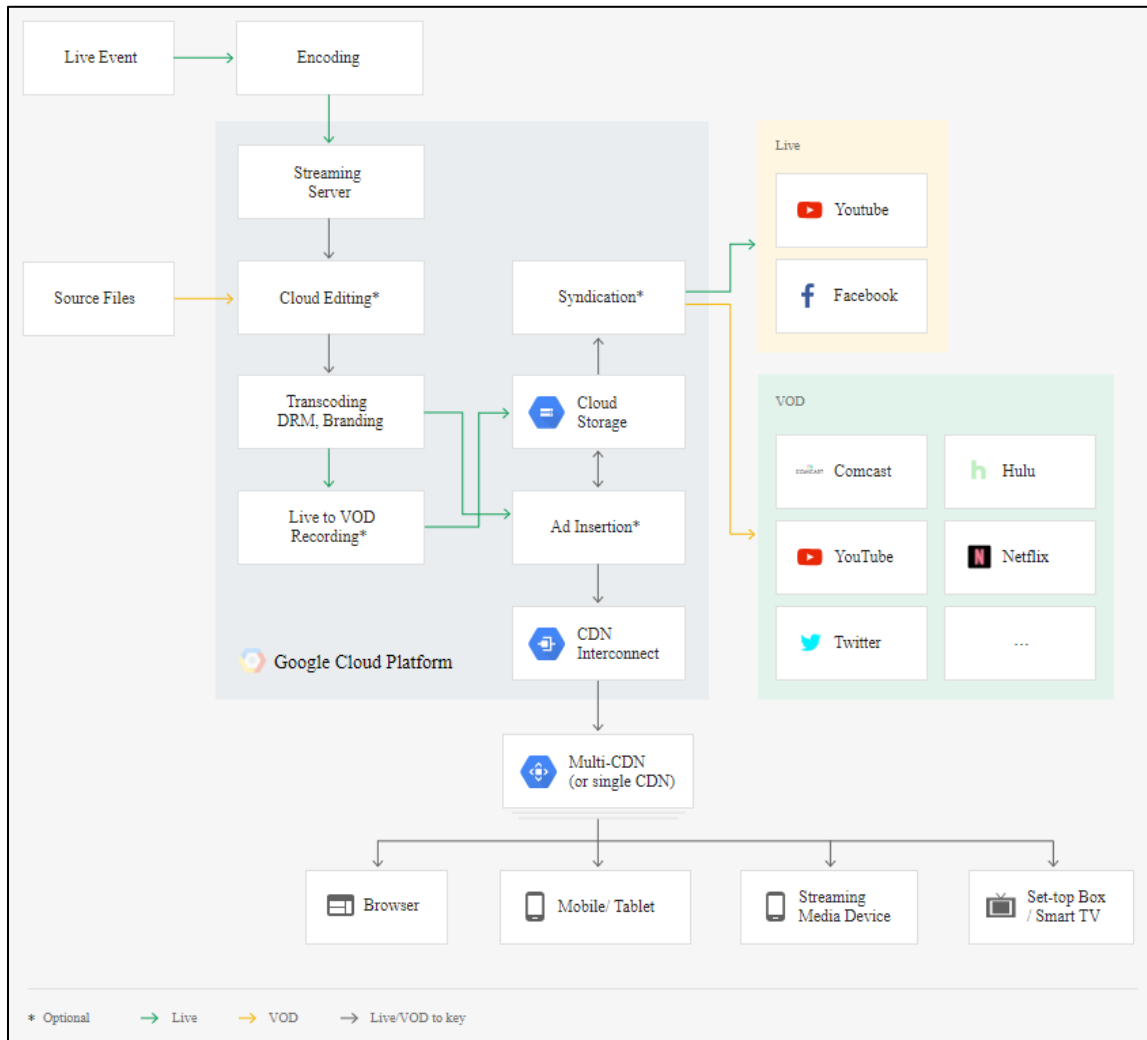 Live Event
Encoding
Streaming
Server
Live
Youtube
Facebook
Source Files
Cloud Editing*
Syndication*
Transcoding
DRM, Branding
Cloud
Storage
VOD
COMCAST
Comcast
h
Hulu
Live to VOD
Recording*
Ad Insertion*
YouTube
N
Netflix
CDN
Interconnect
Google Cloud Platform
Twitter
...
Multi-CDN
(or single CDN)
Browser
Mobile/ Tablet
Streaming
Media Device
Set-top Box
/ Smart TV
* Optional
Live
VOD
Live/VOD to key